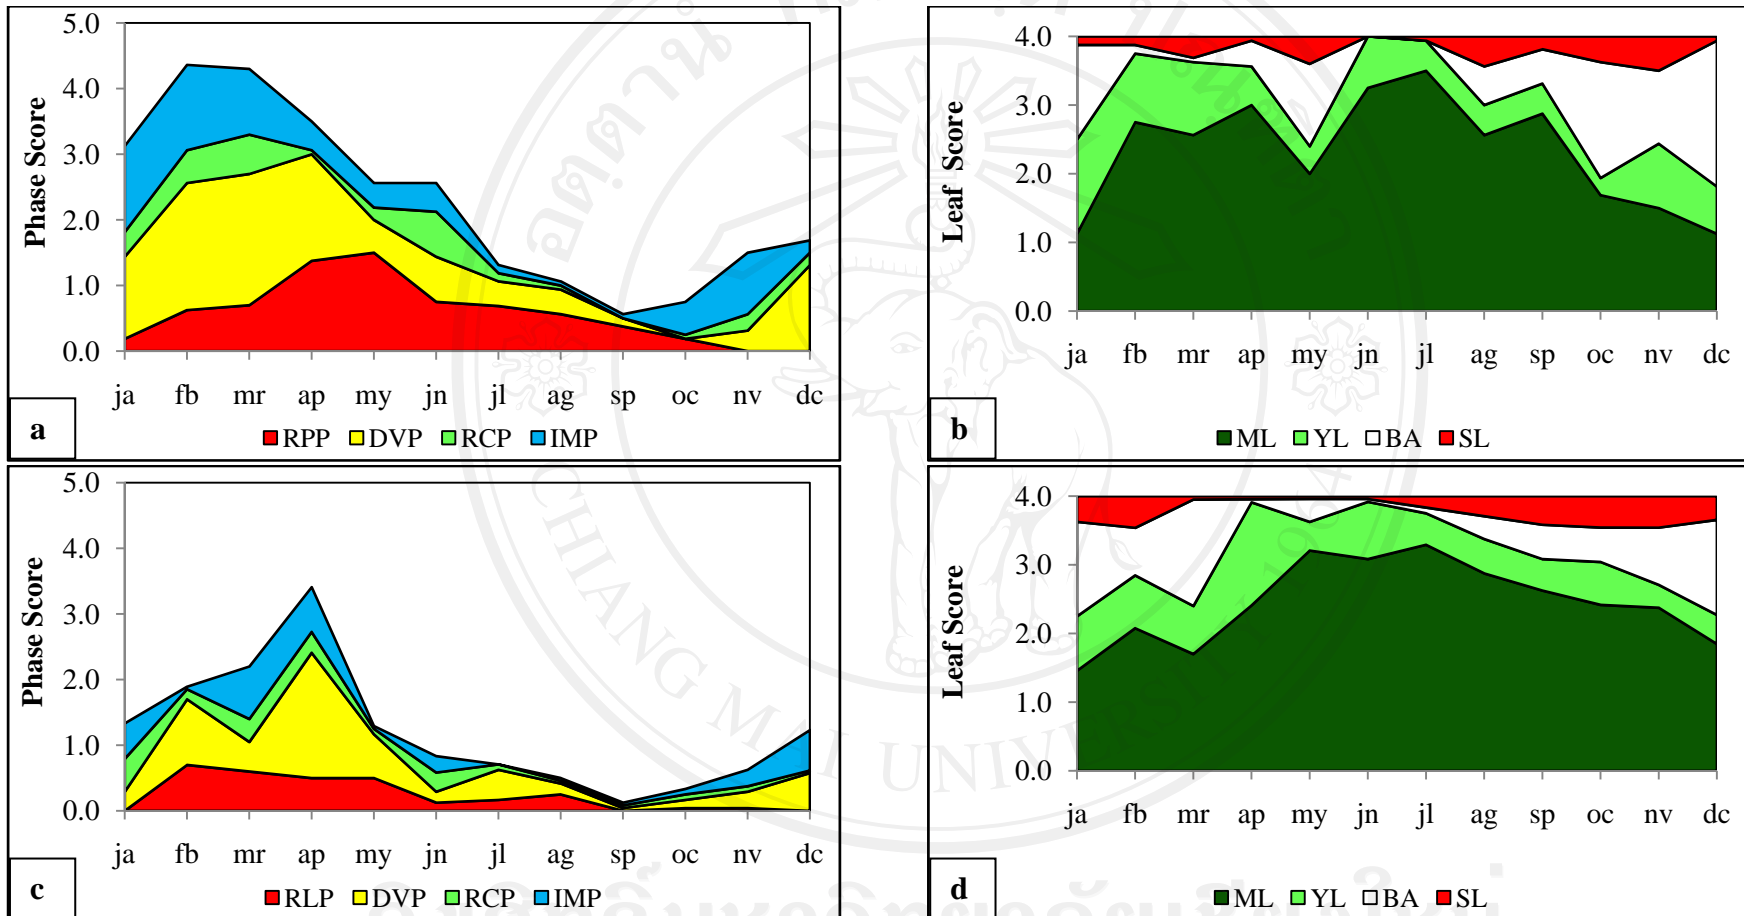 5.0
4.0
3.0
2.0
1.0
0.0
Phase Score
ja fb mr ap my jn jl ag sp oc nv dc
RPP DVP RCP IMP
a
4.0
3.0
2.0
1.0
0.0
Leaf Score
ja fb mr ap my jn jl ag sp oc nv dc
ML YL BA SL
b
5.0
4.0
3.0
2.0
1.0
0.0
Phase Score
ja fb mr ap my jn jl ag sp oc nv dc
RLP DVP RCP IMP
c
4.0
3.0
2.0
1.0
0.0
Leaf Score
ja fb mr ap my jn jl ag sp oc nv dc
ML YL BA SL
d
CHIANG MAI UNIVERSITY 1964